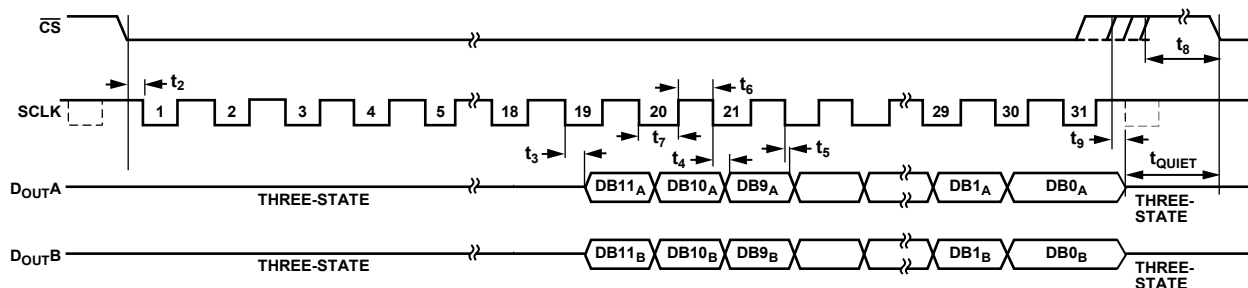 CS
t8
t2
t6
SCLK
1 2 3 4 5 18 19 20 21 29 30 31
t3
t7
t4
t5
t9
tQUIET
DOUTA
THREE-STATE
DB11A DB10A DB9A DB1A DB0A
THREE-
STATE
DOUTB
THREE-STATE
DB11B DB10B DB9B DB1B DB0B
THREE-
STATE